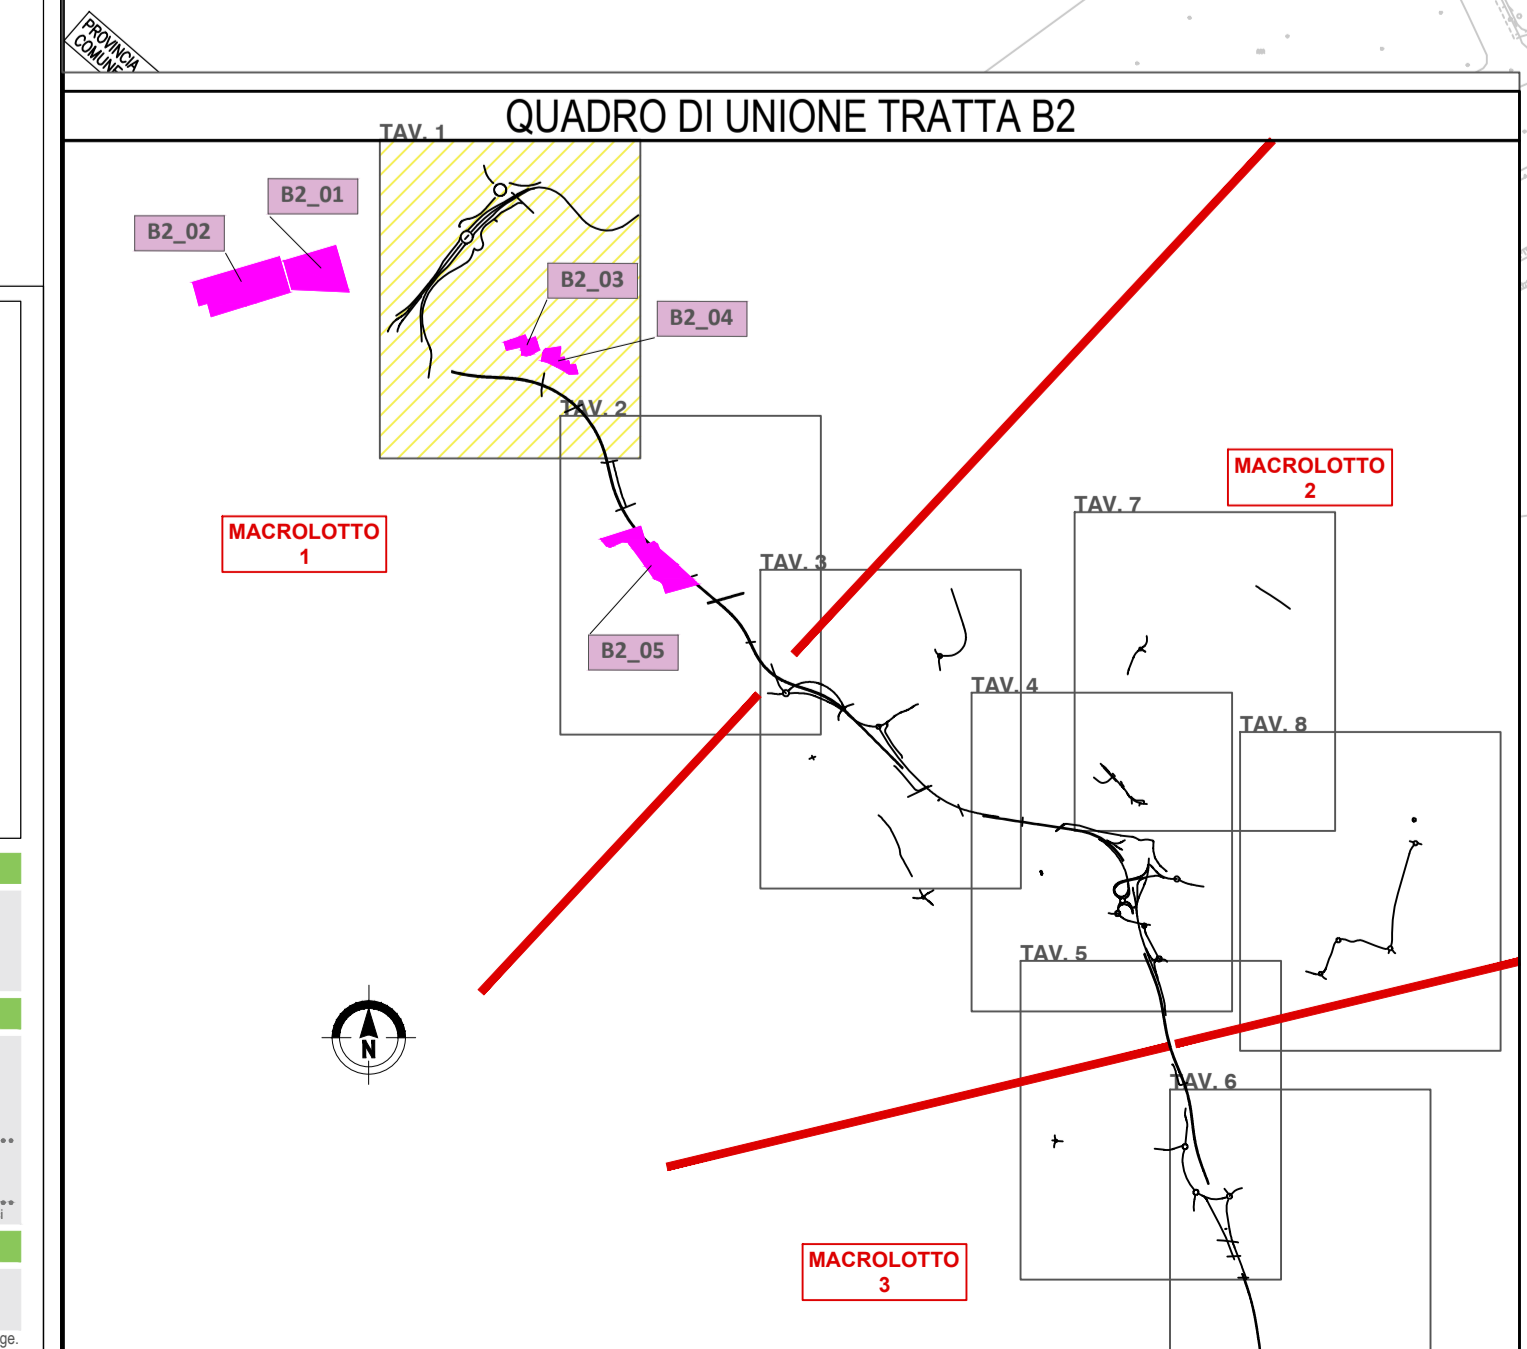 PROVINCIA
COMUNE
QUADRO DI UNIONE TRATTA B2
TAV. 1
B2_01
B2_02
B2_03
B2_04
TAV. 2
MACROLOTTO
2
TAV. 7
MACROLOTTO
1
TAV. 3
B2_05
TAV. 4
TAV. 8
TAV. 5
N
TAV. 6
MACROLOTTO
3
i
ge.